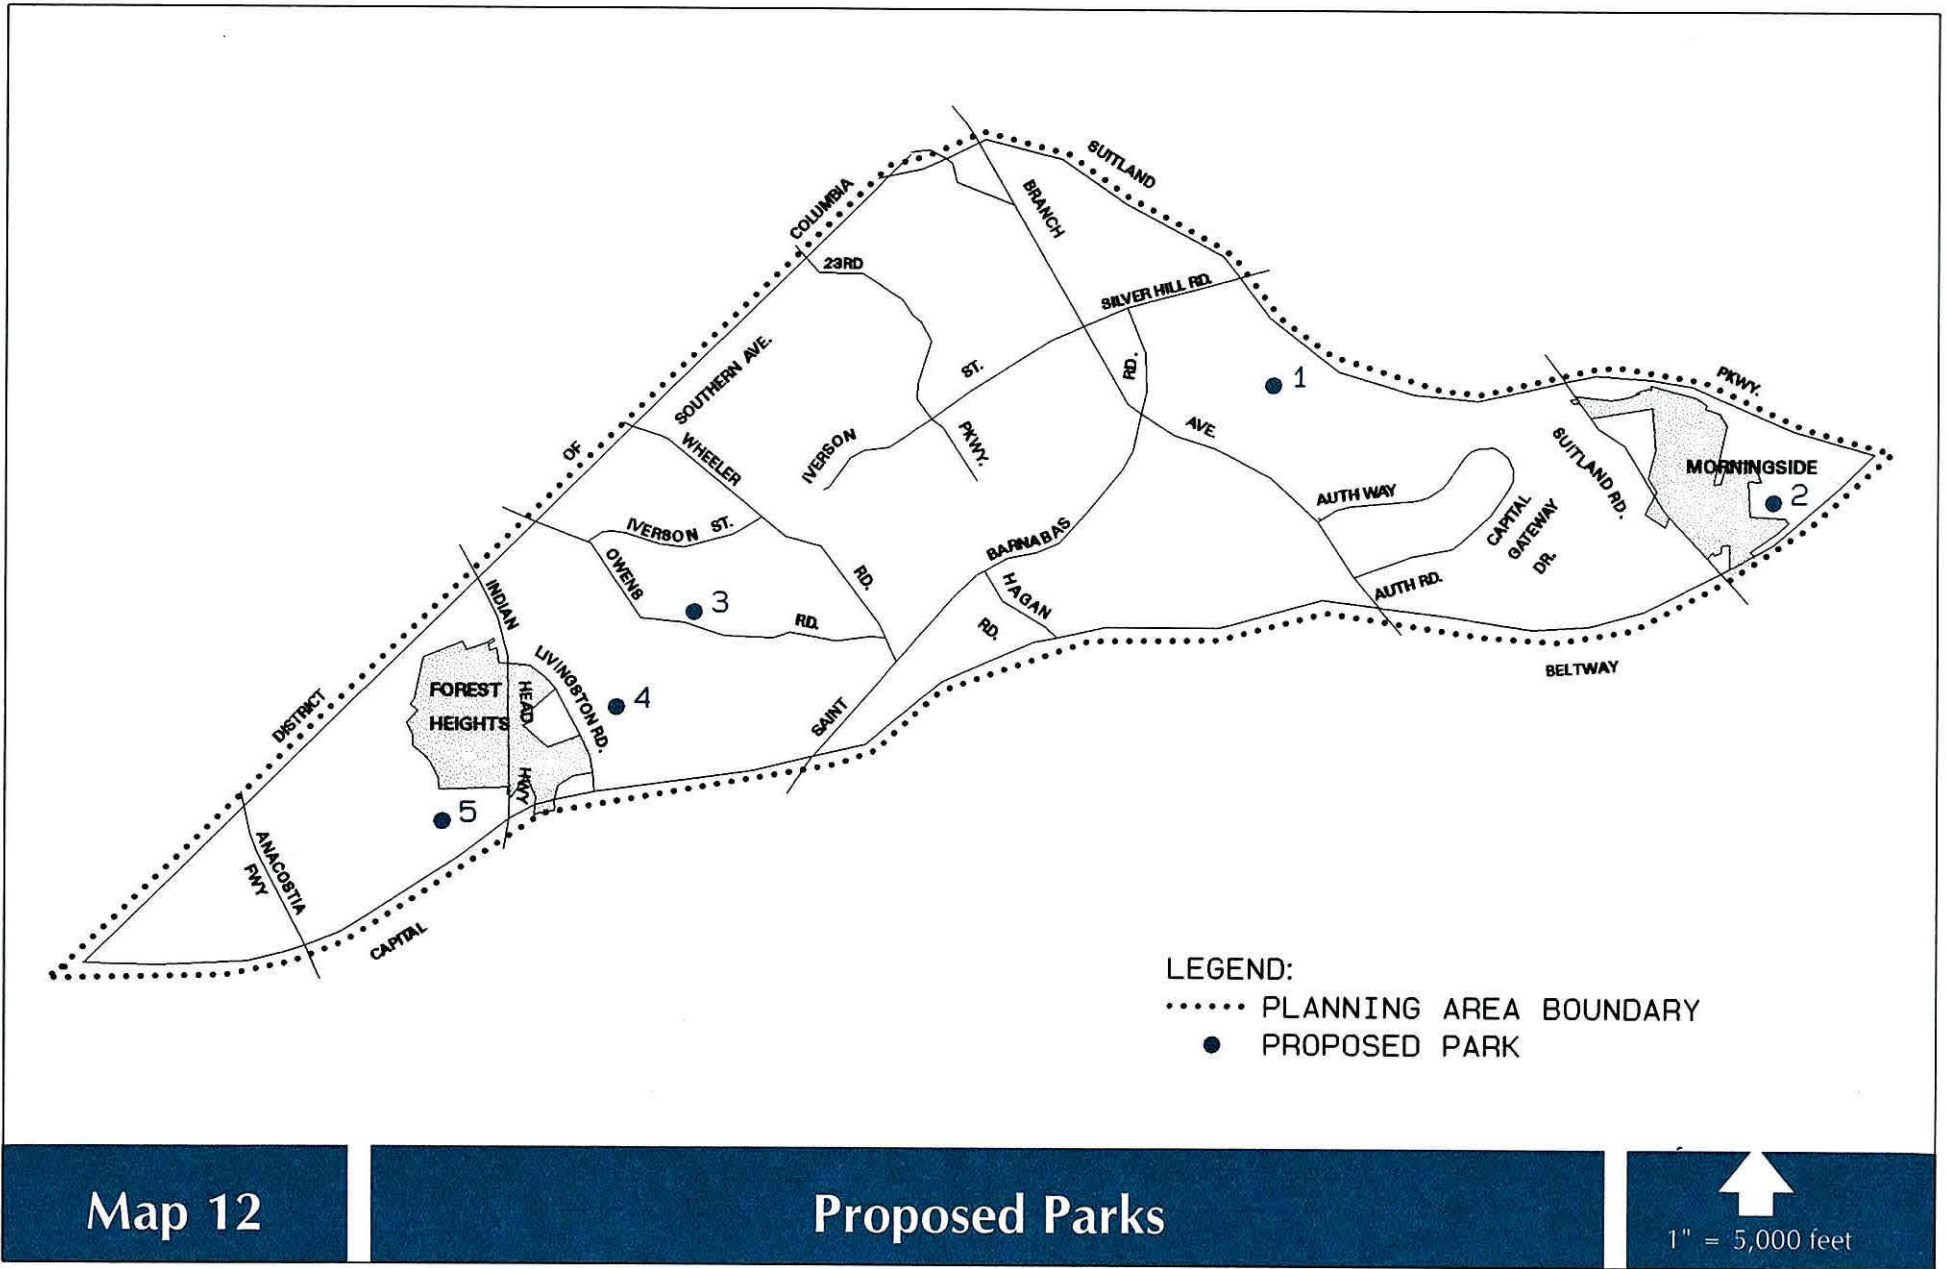 SUITLAND
COLUMBIA
BRANCH
23RD
SILVER HILL RD.
SOUTHERN AVE.
ST.
RD.
1
PKWY.
OF
WHEELER
IVERSON
PKWY.
AVE.
SUITLAND RD.
MORNINGSIDE
2
AUTH WAY
CAPITAL
GATEWAY
DR.
IVERSON ST.
BARNABAS
OWENS
RD.
HAGAN
RD.
AUTH RD.
INDIAN
3
RD.
BELTWAY
LIVINGSTON RD.
FOREST
HEIGHTS
HEAD
4
DISTRICT
SAINT
HWY
5
ANACOSTIA
FWY
CAPITAL
LEGEND:
PLANNING AREA BOUNDARY
PROPOSED PARK
Map 12
Proposed Parks
1" = 5,000 feet